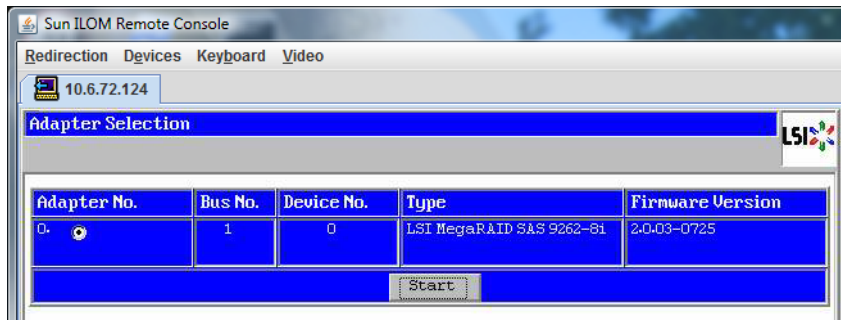 Sun ILOM Remote Console
Redirection Devices Keyboard Video
10.6.72.124
Adapter Selection
LSI
Adapter No. Bus No. Device No. Type Firmware Version
0. 1 0 LSI MegaRAID SAS 9262-8i 2.0.03-0725
Start